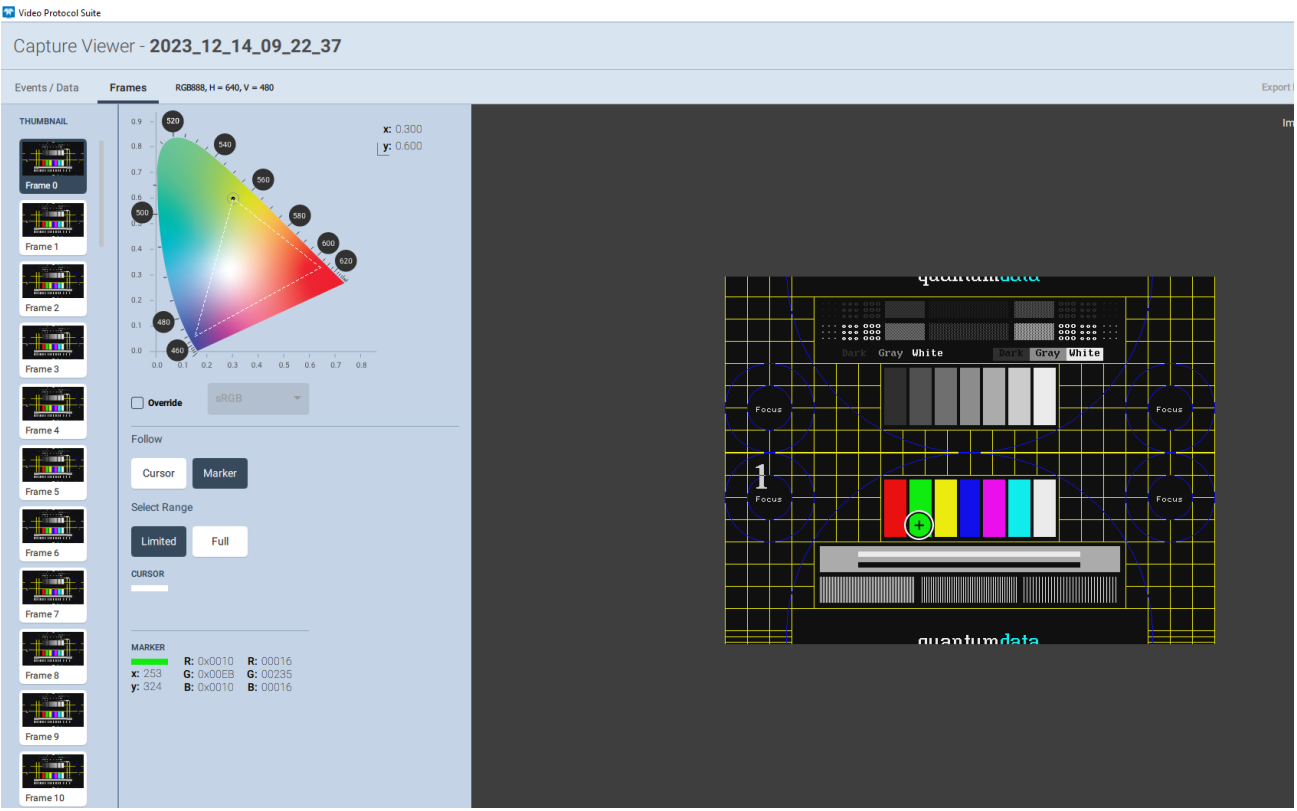 Video Protocol Suite
Capture Viewer - 2023_12_14_09_22_37
Events / Data Frames RGB888, H = 640, V = 480
Export
THUMBNAIL
Frame 0
Frame 1
Frame 2
Frame 3
Frame 4
Frame 5
Frame 6
Frame 7
Frame 8
Frame 9
Frame 10
0.9
0.8
0.7
0.6
0.5
0.4
0.3
0.2
0.1
0.0
0.0 0.1 0.2 0.3 0.4 0.5 0.6 0.7 0.8
520
540
560
500
580
600
620
480
460
x: 0.300
y: 0.600
Override sRGB
Follow
Cursor Marker
Select Range
Limited Full
CURSOR
MARKER
R: 0x0010 R: 00016
x: 253 G: 0x00EB G: 00235
y: 324 B: 0x0010 B: 00016
Im
quantumdata
Dark Gray White Dark Gray White
Focus Focus
1
Focus Focus
quantumdata